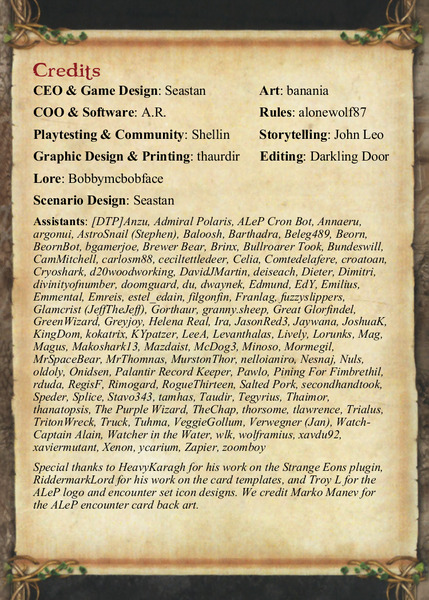 Credits
CEO & Game Design: Seastan Art: banania
COO & Software: A.R. Rules: alonewolf87
Playtesting & Community: Shellin Storytelling: John Leo
Graphic Design & Printing: thaurdir Editing: Darkling Door
Lore: Bobbymcbobface
Scenario Design: Seastan
Assistants: [DTP]Anzu, Admiral Polaris, ALeP Cron Bot, Annaeru,
argonui, AstroSnail (Stephen), Baloosh, Barthadra, Beleg489, Beorn,
BeornBot, bgamerjoe, Brewer Bear, Brinx, Bullroarer Took, Bundeswill,
CamMitchell, carlosm88, ceciltettledeer, Celia, Comtedelafere, croatoan,
Cryoshark, d20woodworking, DavidJMartin, deiseach, Dieter, Dimitri,
divinityofnumber, doomguard, du, dwaynek, Edmund, EdY, Emilius,
Emmental, Emreis, estel_edain, filgonfin, Franlag, fuzzyslippers,
Glamcrist (JeffTheJeff), Gorthaur, granny.sheep, Great Glorfindel,
GreenWizard, Greyjoy, Helena Real, Ira, JasonRed3, Jaywana, JoshuaK,
KingDom, kokatrix, KYpatzer, LeeA, Levanthalas, Lively, Lorunks, Mag,
Magus, Makoshark13, Mazdaist, McDog3, Minoso, Mormegil,
MrSpaceBear, MrThomnas, MurstonThor, nelloianiro, Nesnaj, Nuls,
oldoly, Onidsen, Palantir Record Keeper, Pawlo, Pining For Fimbrethil,
rduda, RegisF, Rimogard, RogueThirteen, Salted Pork, secondhandtook,
Speder, Splice, Stavo343, tamhas, Taudir, Tegyrius, Thaimor,
thanatopsis, The Purple Wizard, TheChap, thorsome, tlawrence, Trialus,
TritonWreck, Truck, Tuhma, VeggieGollum, Verwegner (Jan), Watch-
Captain Alain, Watcher in the Water, wlk, wolframius, xavdu92,
xaviermutant, Xenon, ycarium, Zapier, zoomboy
Special thanks to HeavyKaragh for his work on the Strange Eons plugin,
RiddermarkLord for his work on the card templates, and Troy L for the
ALeP logo and encounter set icon designs. We credit Marko Manev for
the ALeP encounter card back art.